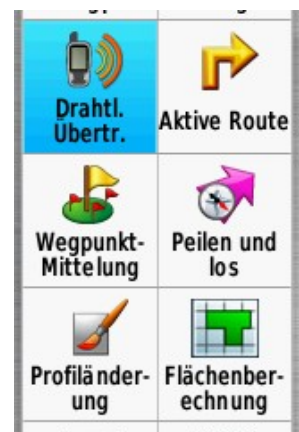 Drahtl.
Übertr.
Aktive Route
Wegpunkt-
Mittelung
Peilen und
los
Profiländer-
ung
Flächenber-
echnung